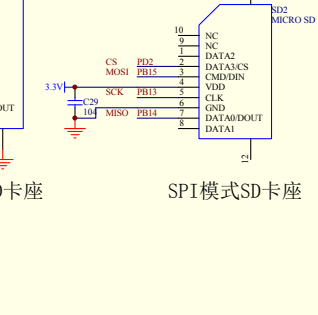 SD2
MICRO SD
10 NC
9 NC
1 DATA2
CS PD2 2 DATA3/CS
MOSI PB15 3 CMD/DIN
3.3V 4 VDD
SCK PB13 5 CLK
C29 6 GND
104 MISO PB14 7 DATA0/DOUT
8 DATA1
OUT
12
卡座
SPI模式SD卡座